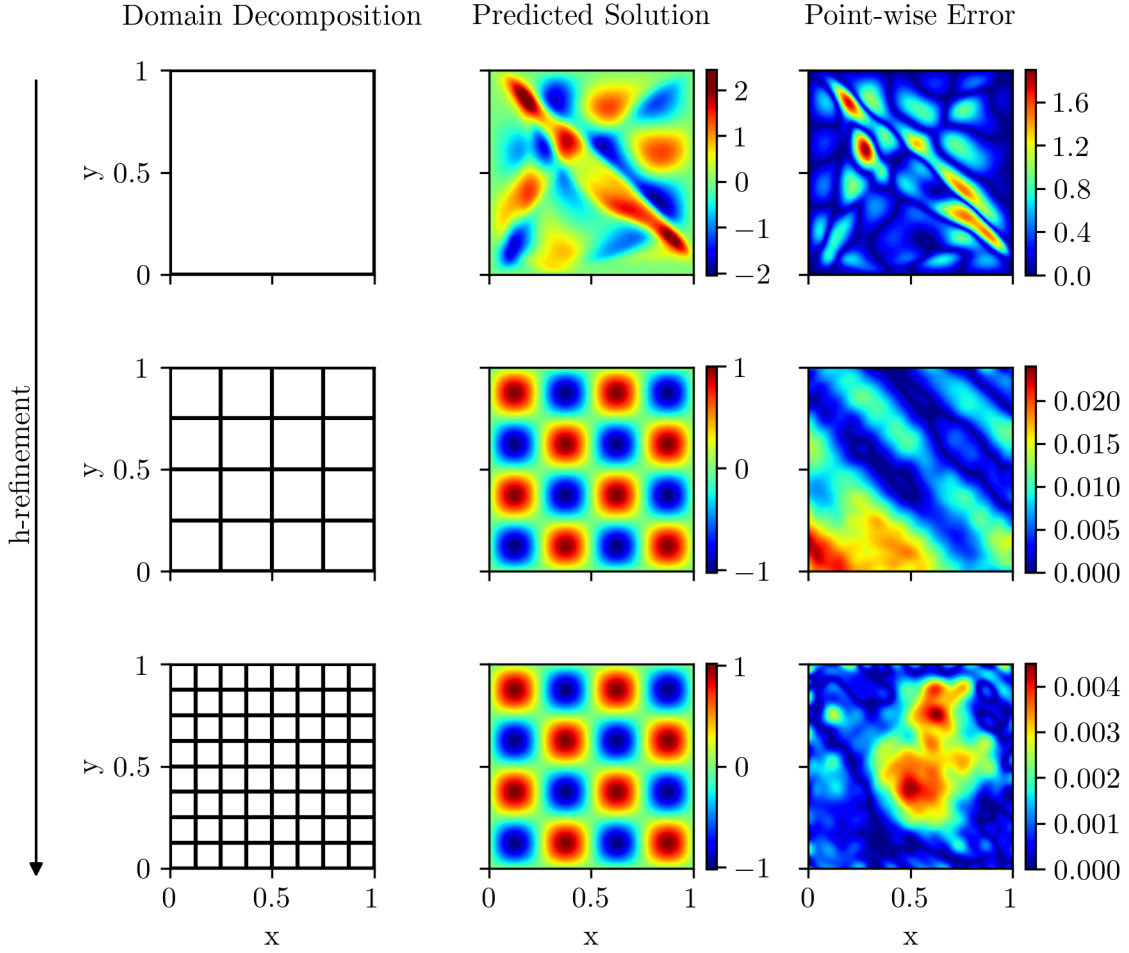 Domain Decomposition Predicted Solution Point-wise Error
h-refinement
1
y 0.5
0
2
1
0
−1
−2
1.6
1.2
0.8
0.4
0.0
1
y 0.5
0
1
0
−1
0.020
0.015
0.010
0.005
0.000
1
y 0.5
0
0 0.5 1
x
1
0
−1
0 0.5 1
x
0.004
0.003
0.002
0.001
0.000
0 0.5 1
x